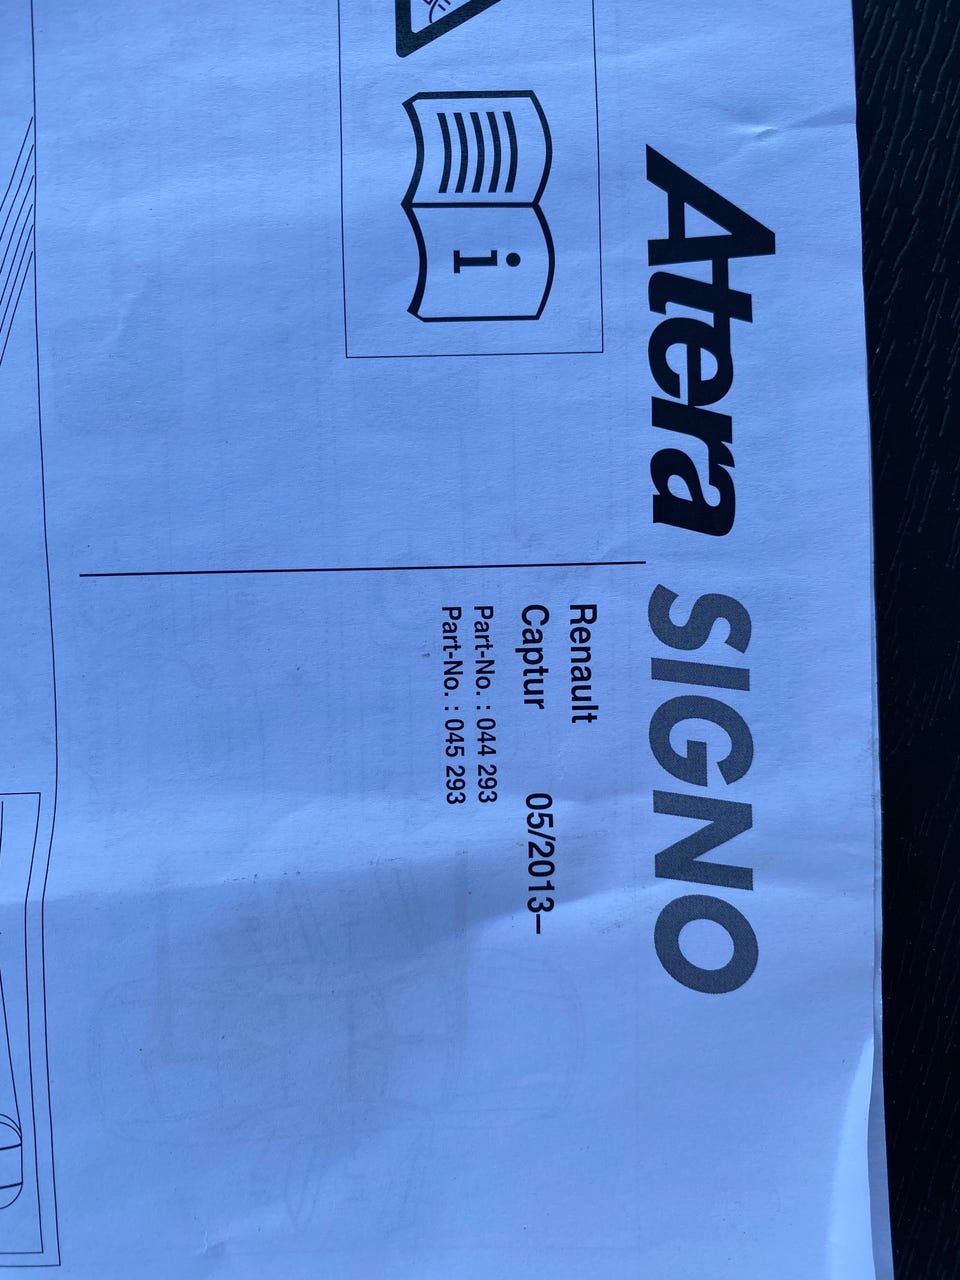 Atera SIGNO
i
Renault
Captur 05/2013–
Part-No. : 044 293
Part-No. : 045 293